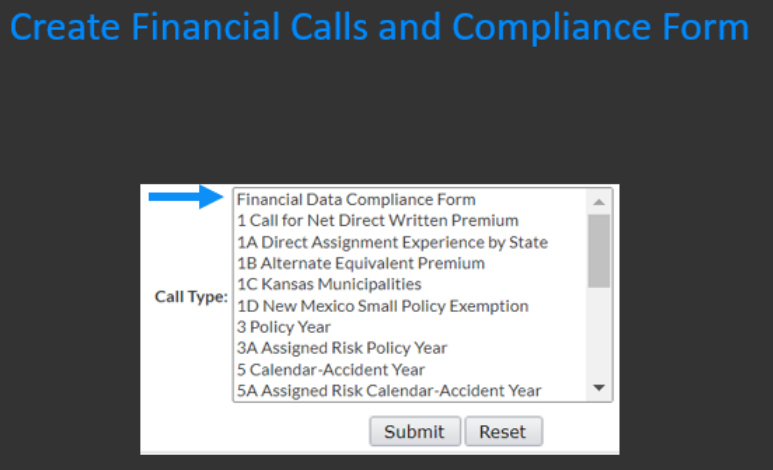 Create Financial Calls and Compliance Form
Financial Data Compliance Form
1 Call for Net Direct Written Premium
1A Direct Assignment Experience by State
1B Alternate Equivalent Premium
1C Kansas Municipalities
Call Type:
1D New Mexico Small Policy Exemption
3 Policy Year
3A Assigned Risk Policy Year
5 Calendar-Accident Year
5A Assigned Risk Calendar-Accident Year
Submit Reset